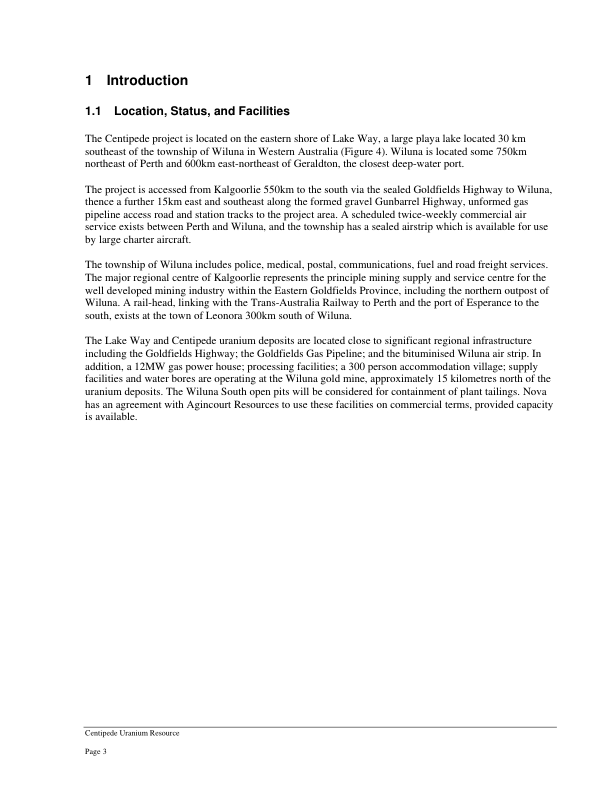 1 Introduction
1.1 Location, Status, and Facilities
The Centipede project is located on the eastern shore of Lake Way, a large playa lake located 30 km
southeast of the township of Wiluna in Western Australia (Figure 4). Wiluna is located some 750km
northeast of Perth and 600km east-northeast of Geraldton, the closest deep-water port.
The project is accessed from Kalgoorlie 550km to the south via the sealed Goldfields Highway to Wiluna,
thence a further 15km east and southeast along the formed gravel Gunbarrel Highway, unformed gas
pipeline access road and station tracks to the project area. A scheduled twice-weekly commercial air
service exists between Perth and Wiluna, and the township has a sealed airstrip which is available for use
by large charter aircraft.
The township of Wiluna includes police, medical, postal, communications, fuel and road freight services.
The major regional centre of Kalgoorlie represents the principle mining supply and service centre for the
well developed mining industry within the Eastern Goldfields Province, including the northern outpost of
Wiluna. A rail-head, linking with the Trans-Australia Railway to Perth and the port of Esperance to the
south, exists at the town of Leonora 300km south of Wiluna.
The Lake Way and Centipede uranium deposits are located close to significant regional infrastructure
including the Goldfields Highway; the Goldfields Gas Pipeline; and the bituminised Wiluna air strip. In
addition, a 12MW gas power house; processing facilities; a 300 person accommodation village; supply
facilities and water bores are operating at the Wiluna gold mine, approximately 15 kilometres north of the
uranium deposits. The Wiluna South open pits will be considered for containment of plant tailings. Nova
has an agreement with Agincourt Resources to use these facilities on commercial terms, provided capacity
is available.
Centipede Uranium Resource
Page 3